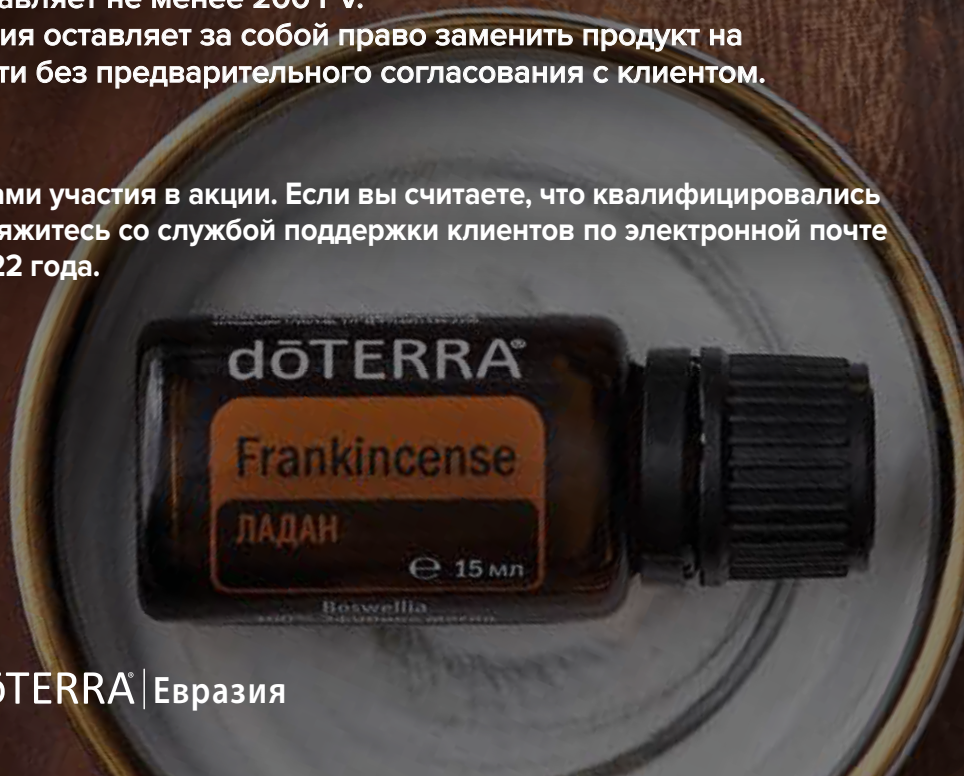 авляет не менее 200 PV.
ия оставляет за собой право заменить продукт на
ти без предварительного согласования с клиентом.
ами участия в акции. Если вы считаете, что квалифицировались
яжитесь со службой поддержки клиентов по электронной почте
22 года.
dōTERRA®
Frankincense
ЛАДАН
℮ 15 мл
Boswellia
ōTERRA® | Евразия